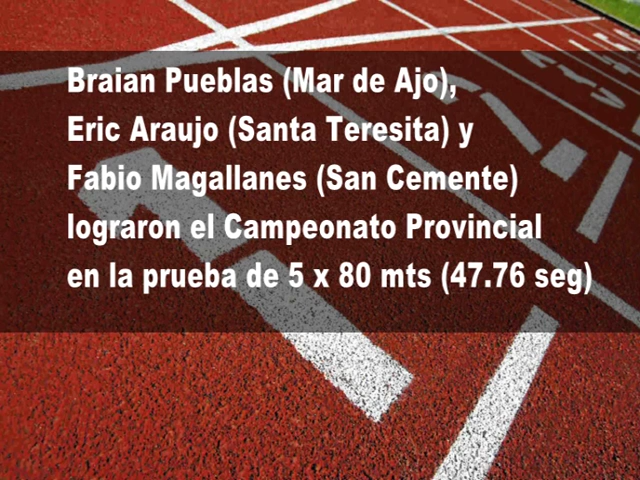 Braian Pueblas (Mar de Ajo),
Eric Araujo (Santa Teresita) y
Fabio Magallanes (San Cemente)
lograron el Campeonato Provincial
en la prueba de 5 x 80 mts (47.76 seg)